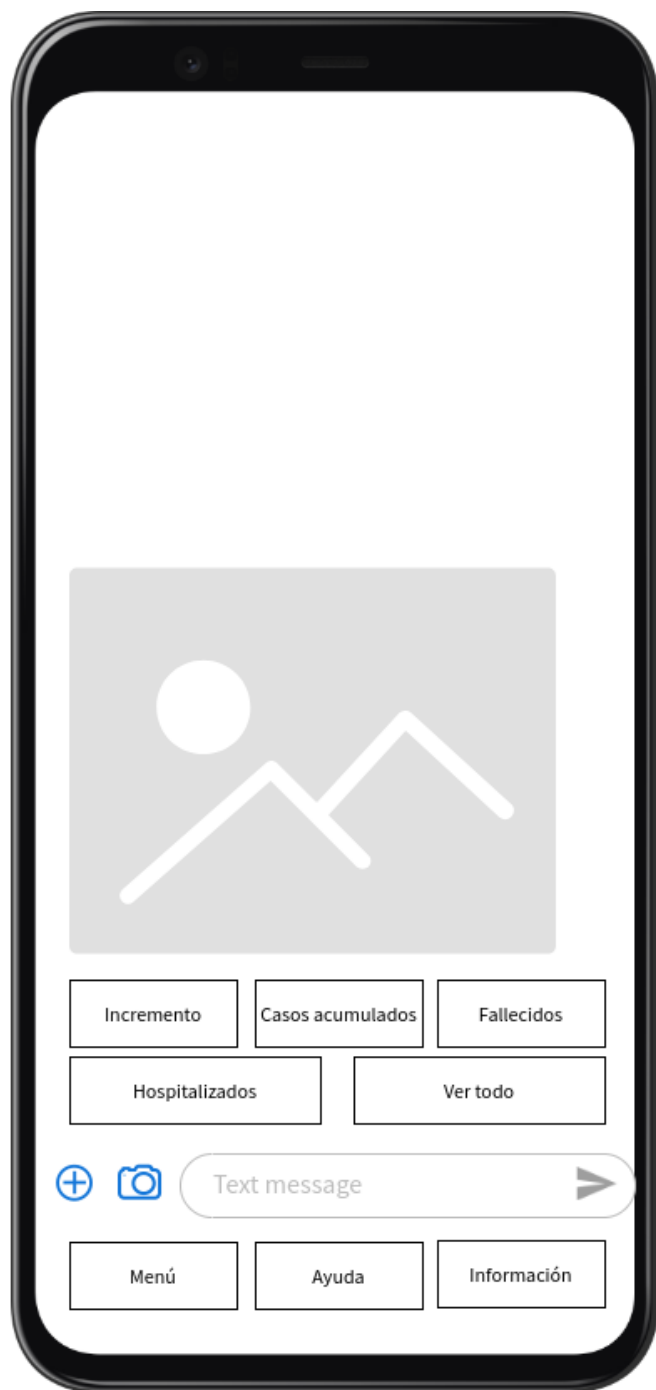 Incremento Casos acumulados Fallecidos
Hospitalizados Ver todo
Text message
Menú Ayuda Información